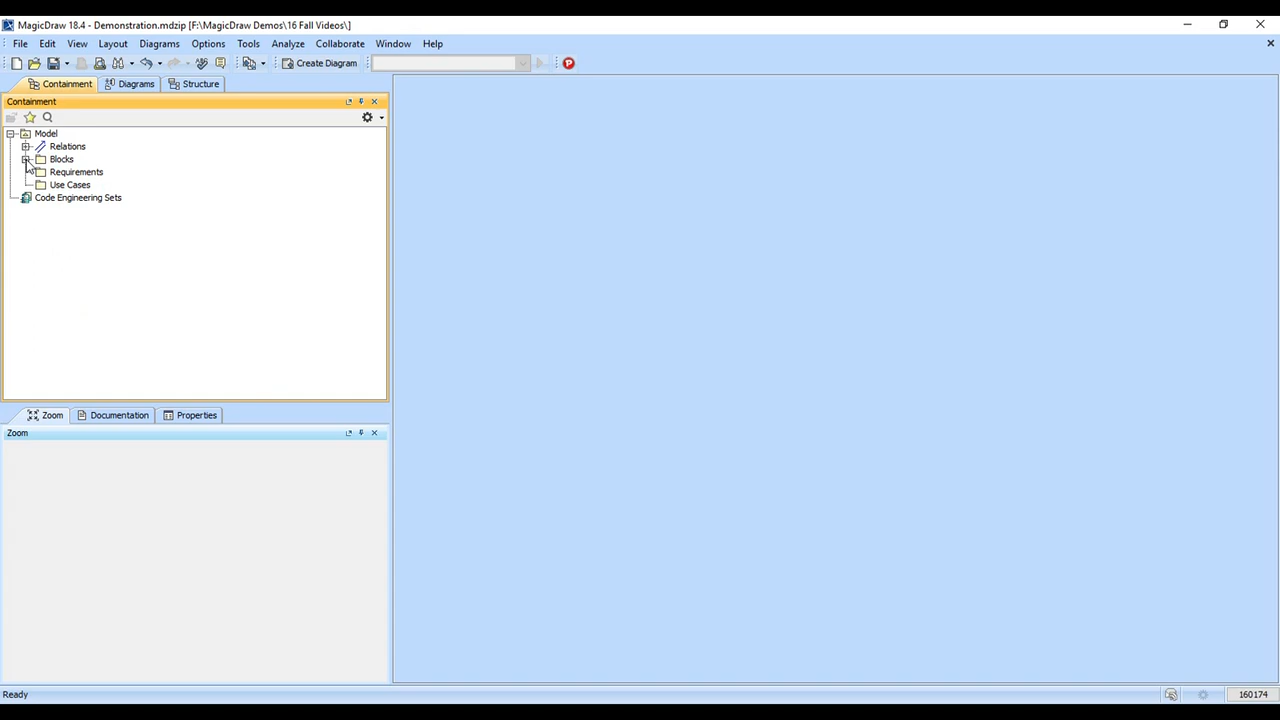 MagicDraw 18.4 - Demonstration.mdzip [F:\MagicDraw Demos\16 Fall Videos\]
File Edit View Layout Diagrams Options Tools Analyze Collaborate Window Help
Create Diagram
Containment Diagrams Structure
Containment
Model
Relations
Blocks
Requirements
Use Cases
Code Engineering Sets
Zoom Documentation Properties
Zoom
Ready 160174